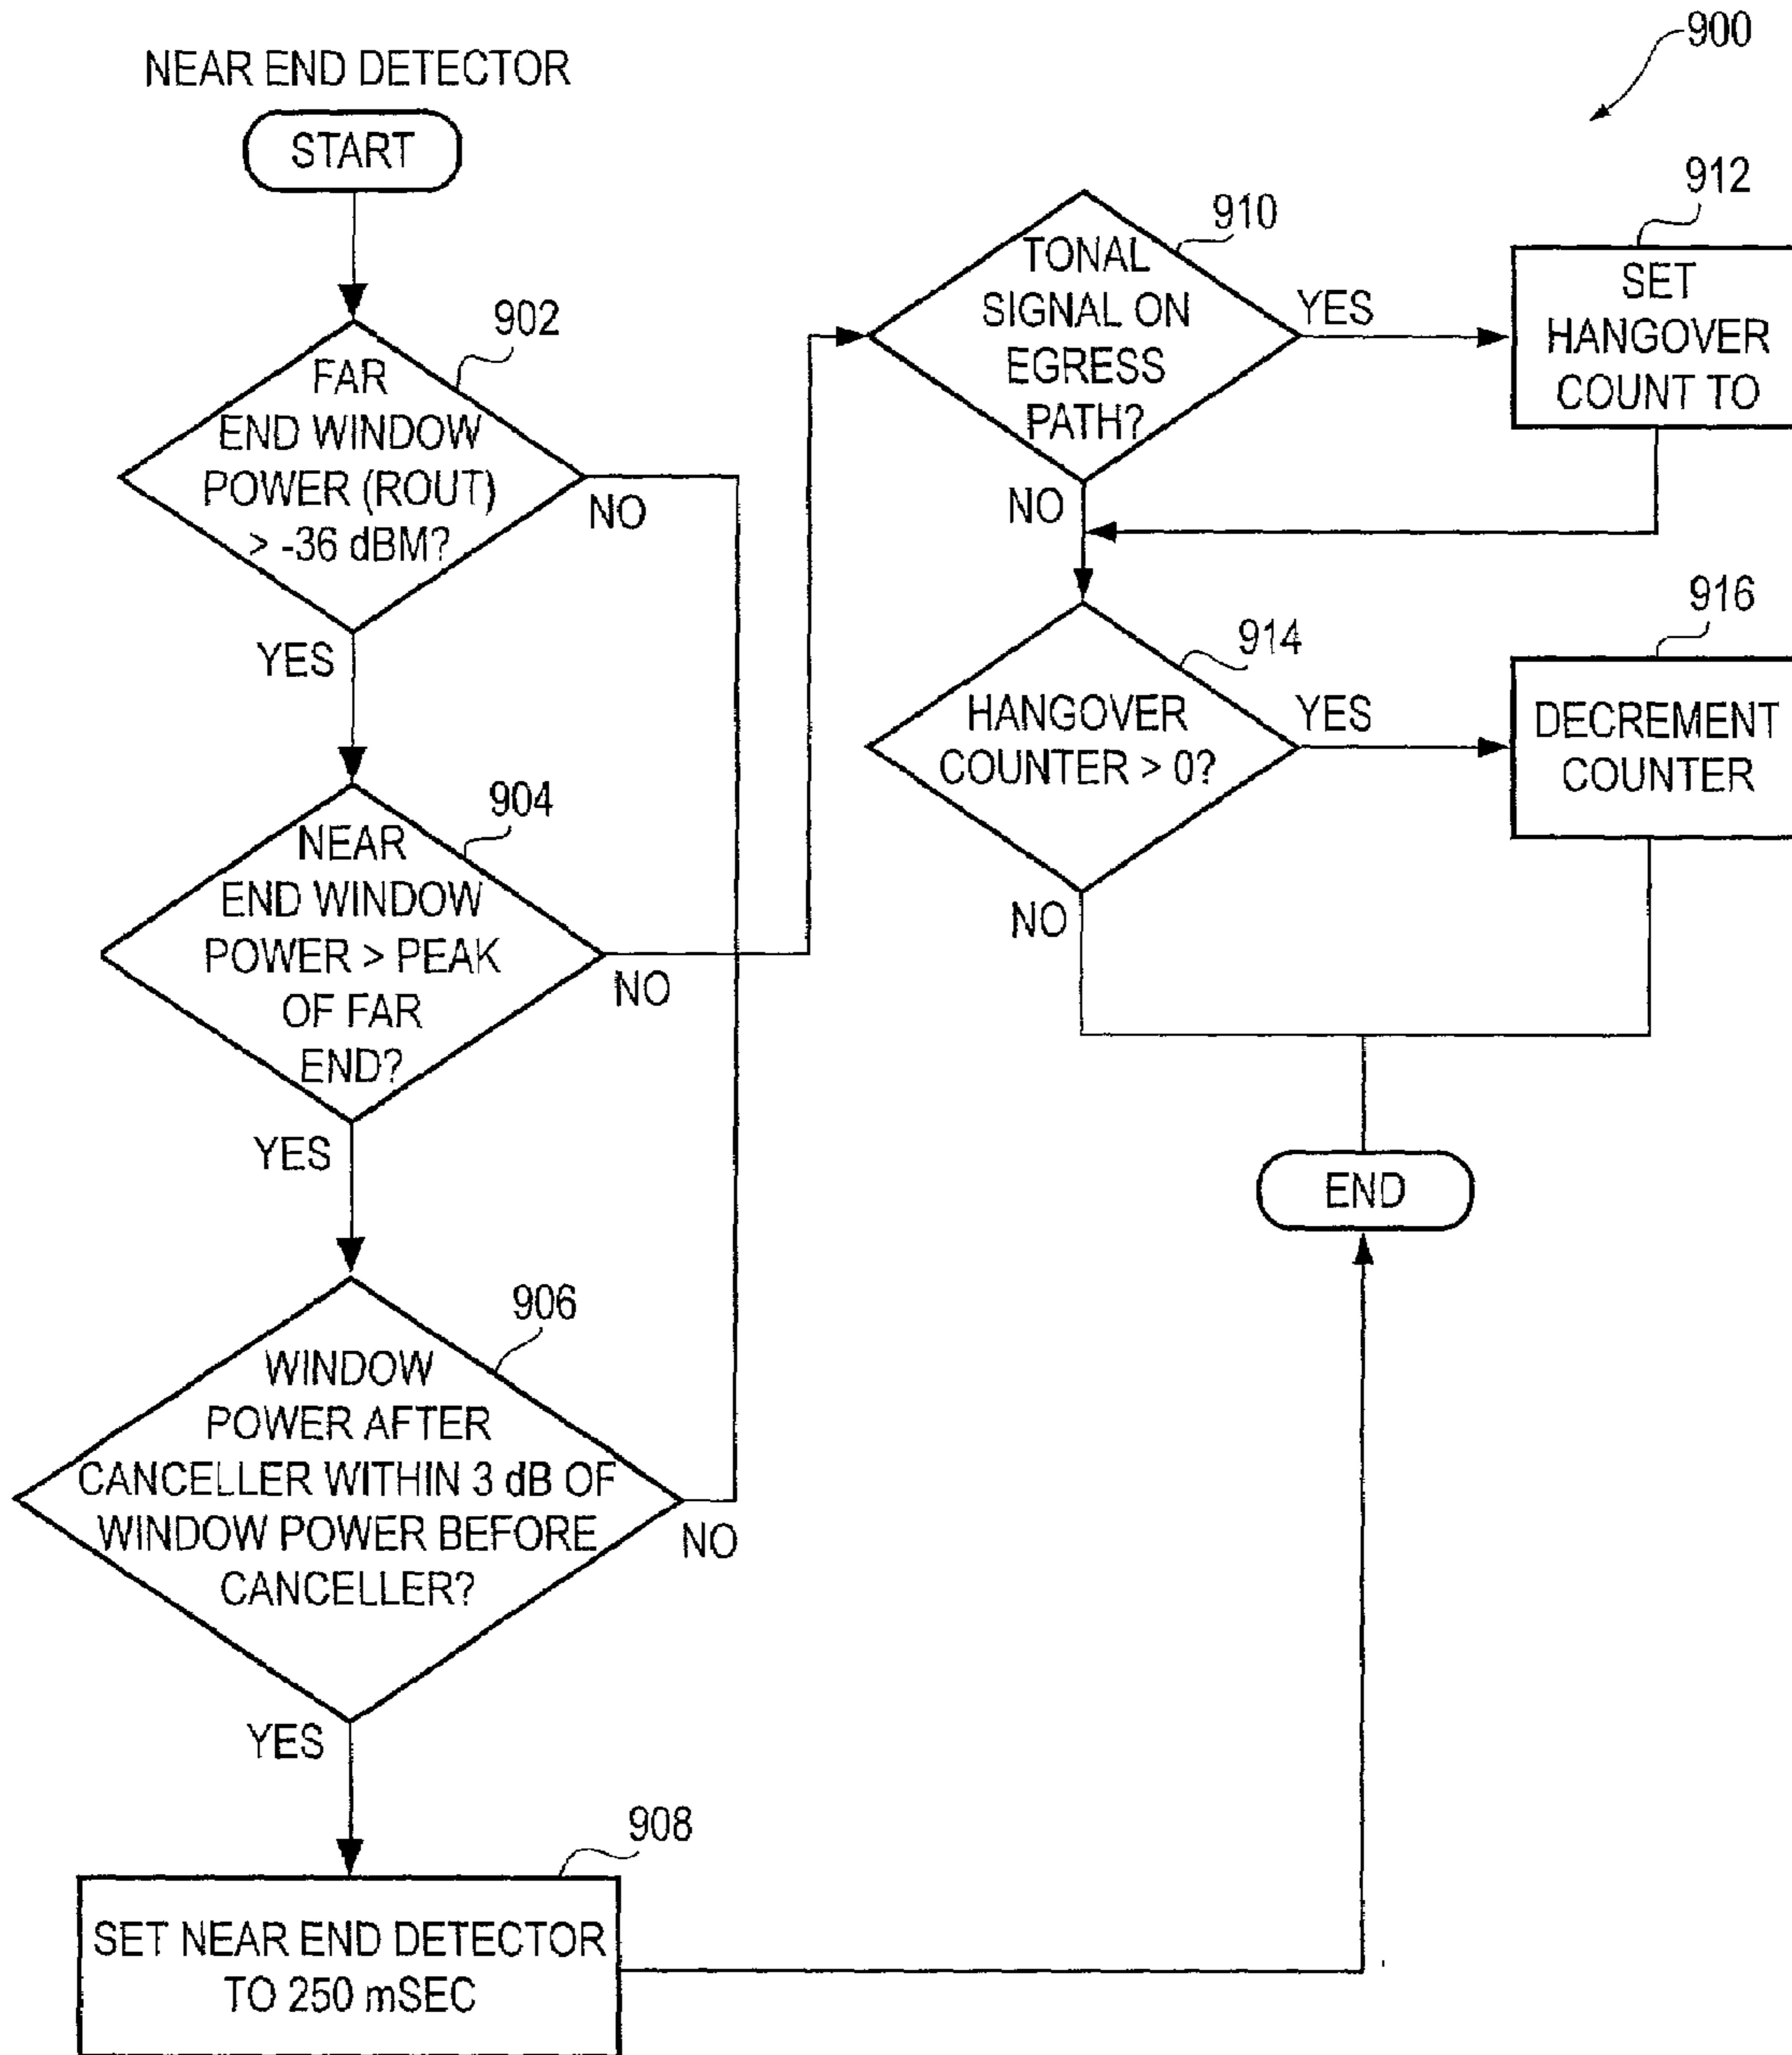 900
NEAR END DETECTOR
START
902
FAR
END WINDOW
POWER (ROUT)
> -36 dBM?
NO
YES
904
NEAR
END WINDOW
POWER > PEAK
OF FAR
END?
NO
YES
906
WINDOW
POWER AFTER
CANCELLER WITHIN 3 dB OF
WINDOW POWER BEFORE
CANCELLER?
NO
YES
908
SET NEAR END DETECTOR
TO 250 mSEC
910
TONAL
SIGNAL ON
EGRESS
PATH?
YES
NO
912
SET
HANGOVER
COUNT TO
914
HANGOVER
COUNTER > 0?
YES
NO
916
DECREMENT
COUNTER
END